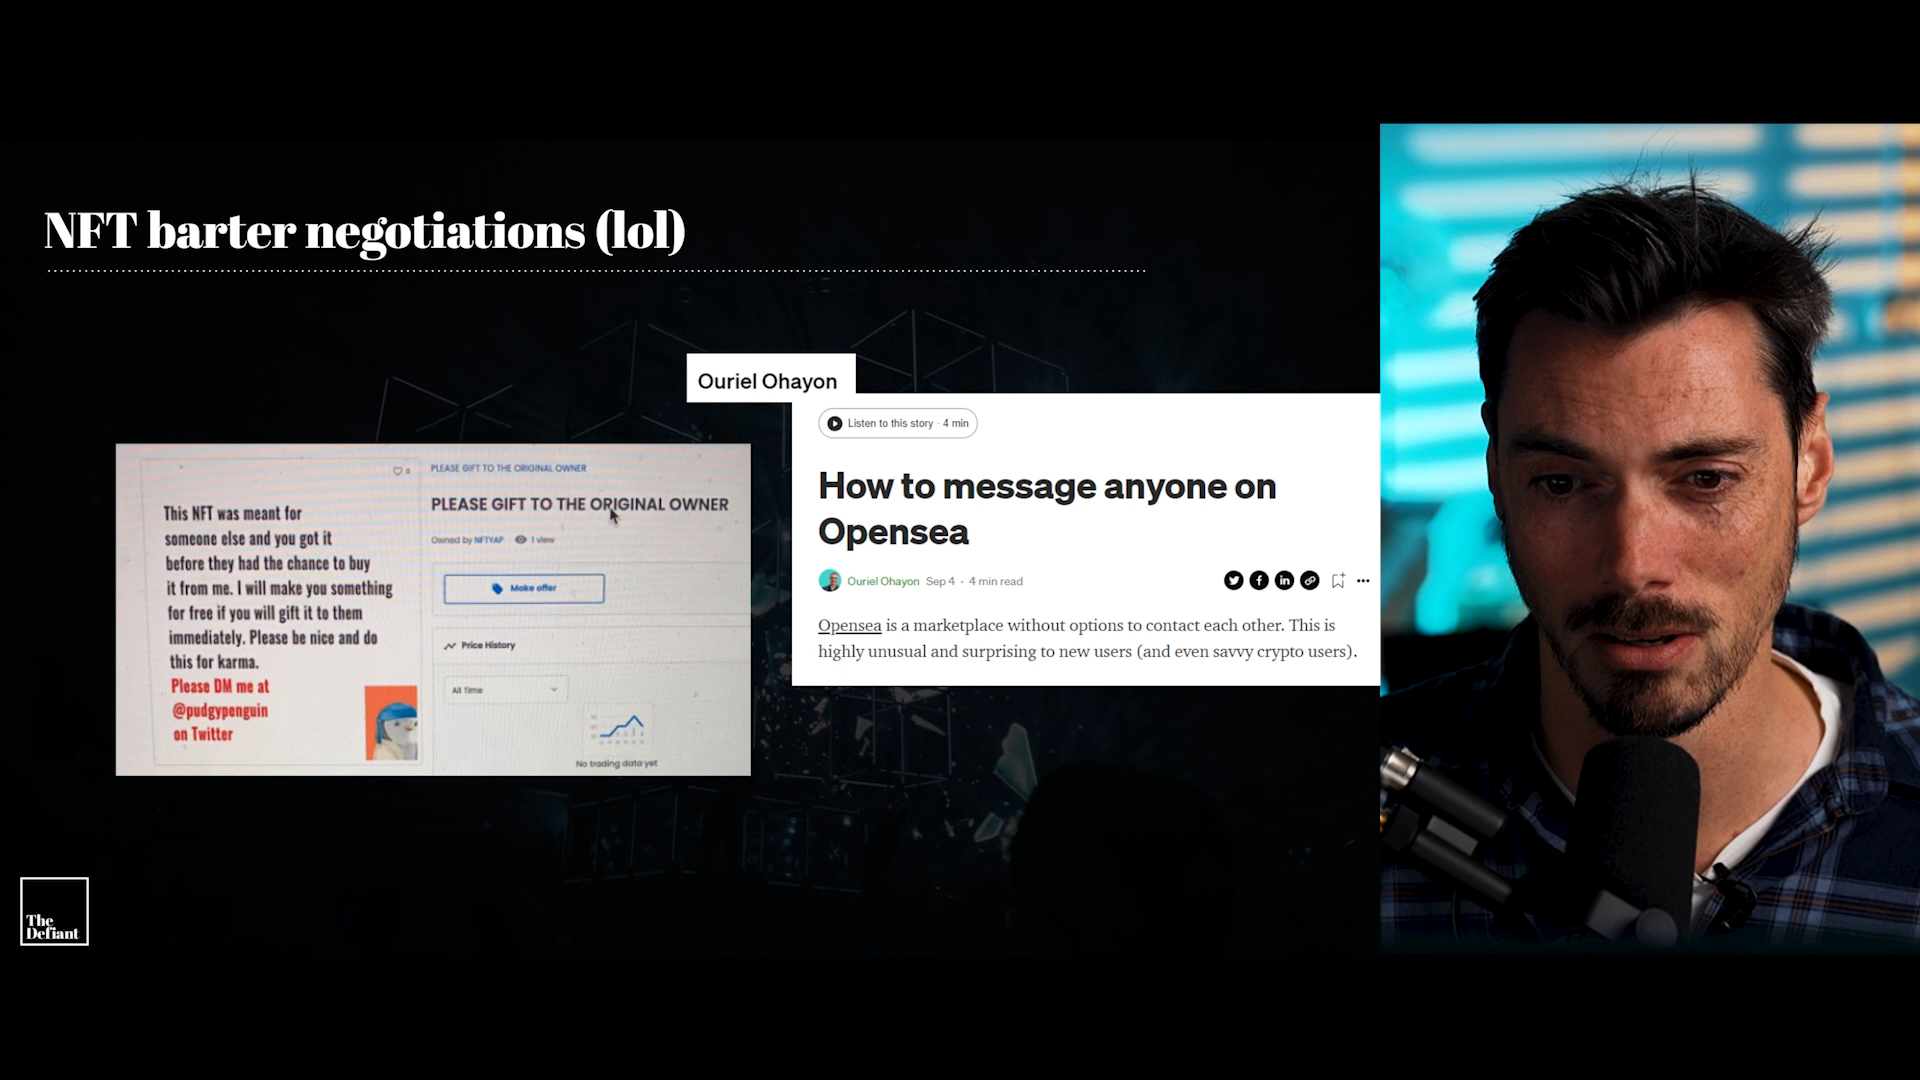 NFT barter negotiations (lol)
Ouriel Ohayon
Listen to this story · 4 min
How to message anyone on
Opensea
Ouriel Ohayon Sep 4 · 4 min read
Opensea is a marketplace without options to contact each other. This is
highly unusual and surprising to new users (and even savvy crypto users).
0
This NFT was meant for
someone else and you got it
before they had the chance to buy
it from me. I will make you something
for free if you will gift it to them
immediately. Please be nice and do
this for karma.
Please DM me at
@pudgypenguin
on Twitter
PLEASE GIFT TO THE ORIGINAL OWNER
PLEASE GIFT TO THE ORIGINAL OWNER
Owned by NFTYAP 1 view
Make offer
Price History
All Time
No trading data yet
The
Defiant